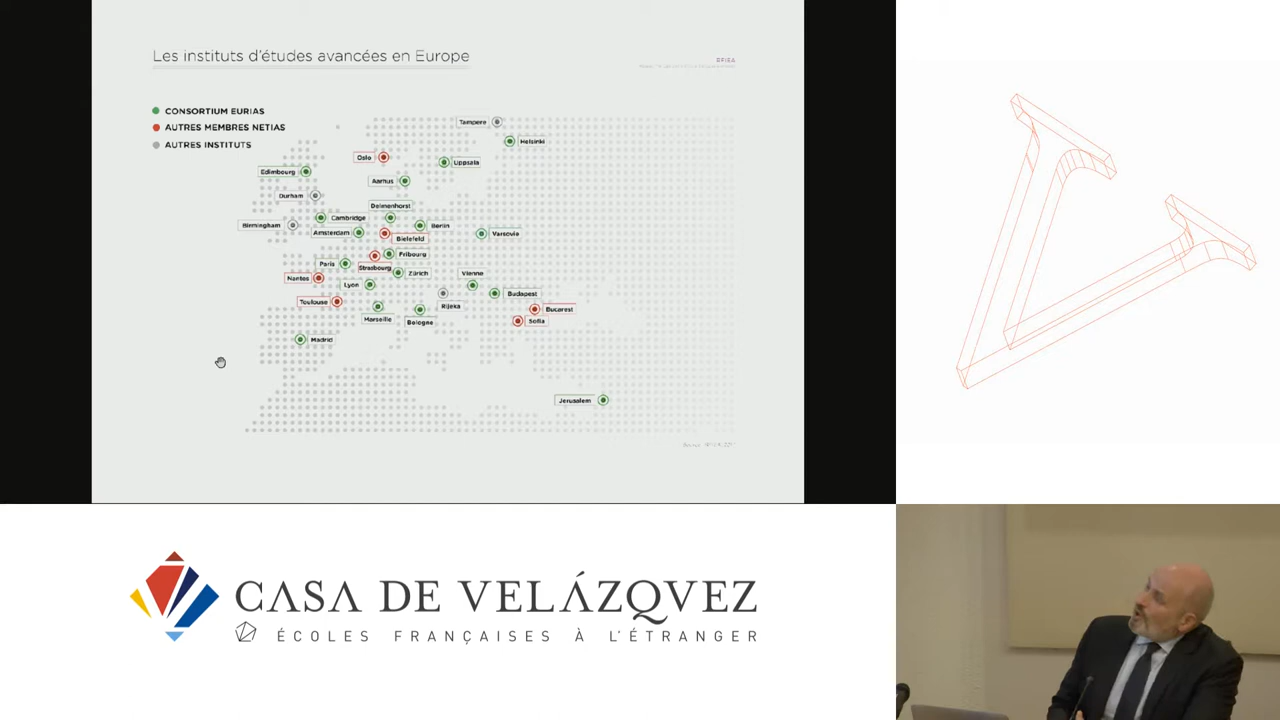 Les instituts d'études avancées en Europe
RFIEA
CONSORTIUM EURIAS
AUTRES MEMBRES NETIAS
AUTRES INSTITUTS
Tampere
Helsinki
Oslo
Uppsala
Edimbourg
Aarhus
Durham
Delmenhorst
Cambridge
Birmingham
Berlin
Amsterdam
Varsovie
Bielefeld
Fribourg
Paris
Strasbourg
Zürich
Vienne
Nantes
Lyon
Budapest
Toulouse
Rijeka
Bucarest
Marseille
Bologne
Sofia
Madrid
Jerusalem
CASA DE VELÁZQVEZ
ÉCOLES FRANÇAISES À L'ÉTRANGER